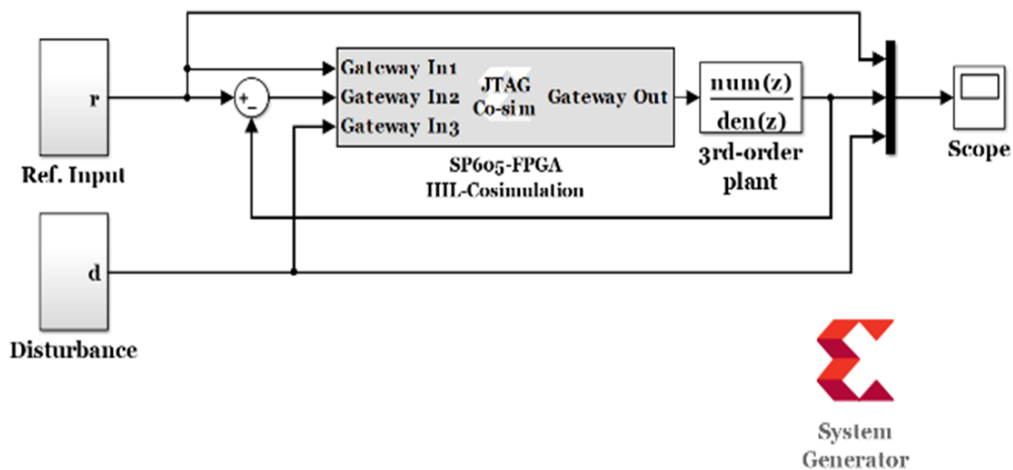 r
Ref. Input
d
Disturbance
+
-
Gateway In1
Gateway In2
Gateway In3
JTAG
Co-sim
Gateway Out
SP605-FPGA
HIL-Cosimulation
num(z)
den(z)
3rd-order
plant
Scope
System
Generator